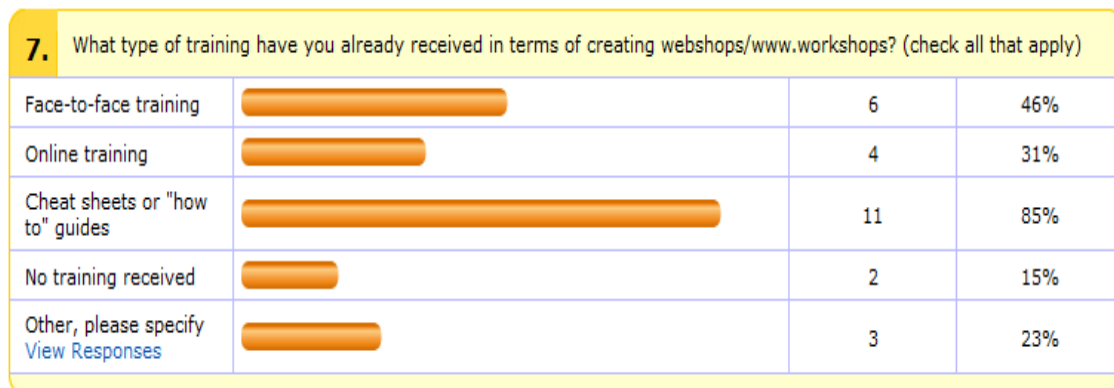 7. What type of training have you already received in terms of creating webshops/www.workshops? (check all that apply)
Face-to-face training 6 46%
Online training 4 31%
Cheat sheets or "how
to" guides 11 85%
No training received 2 15%
Other, please specify
View Responses 3 23%